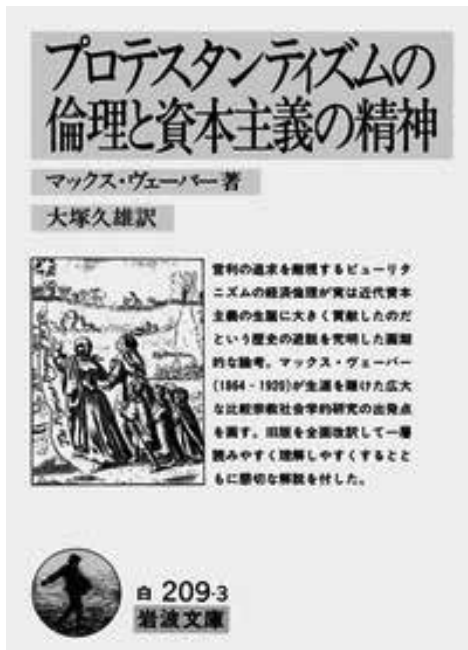 プロテスタンティズムの
倫理と資本主義の精神
マックス・ヴェーバー著
大塚久雄訳
営利の追求を敵視するピューリタ
ニズムの経済倫理が実は近代資本
主義の生誕に大きく貢献したのだ
という歴史の逆説を究明した画期
的な論考。マックス・ヴェーバー
(1864‐1920)が生涯を賭けた広大
な比較宗教社会学的研究の出発点
を画す。旧版を全面改訳して一層
読みやすく理解しやすくするとと
もに懇切な解説を付した。
白 209-3
岩波文庫